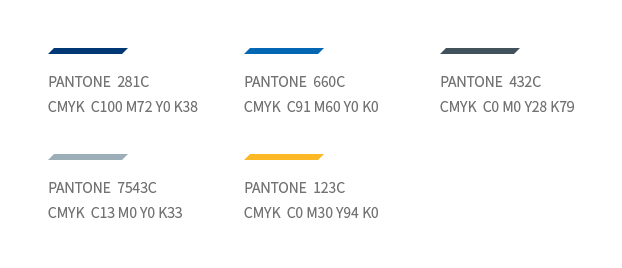 PANTONE 281C
CMYK C100 M72 Y0 K38
PANTONE 660C
CMYK C91 M60 Y0 K0
PANTONE 432C
CMYK C0 M0 Y28 K79
PANTONE 7543C
CMYK C13 M0 Y0 K33
PANTONE 123C
CMYK C0 M30 Y94 K0